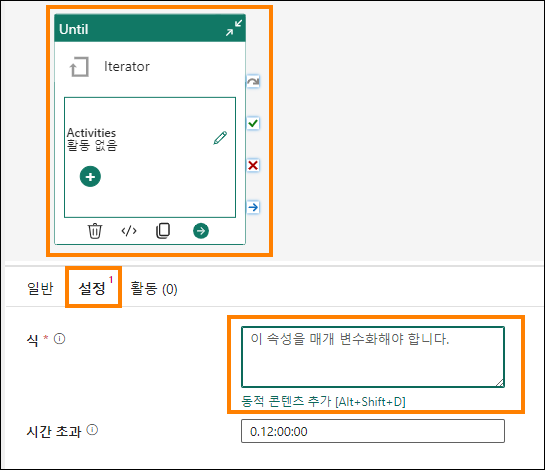 Until
Iterator
Activities
활동 없음
일반
설정 1
활동 (0)
식 *
이 속성을 매개 변수화해야 합니다.
동적 콘텐츠 추가 [Alt+Shift+D]
시간 초과
0.12:00:00